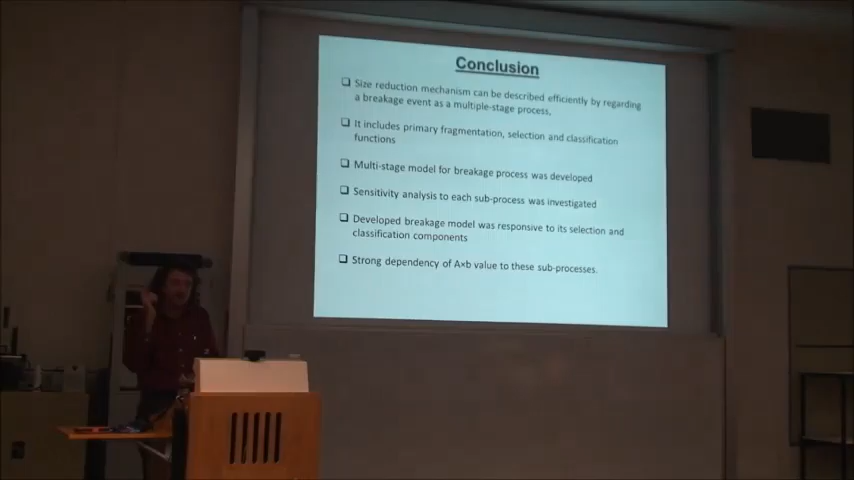 Conclusion
❑ Size reduction mechanism can be described efficiently by regarding
a breakage event as a multiple-stage process,
❑ It includes primary fragmentation, selection and classification
functions
❑ Multi-stage model for breakage process was developed
❑ Sensitivity analysis to each sub-process was investigated
❑ Developed breakage model was responsive to its selection and
classification components
❑ Strong dependency of A×b value to these sub-processes.